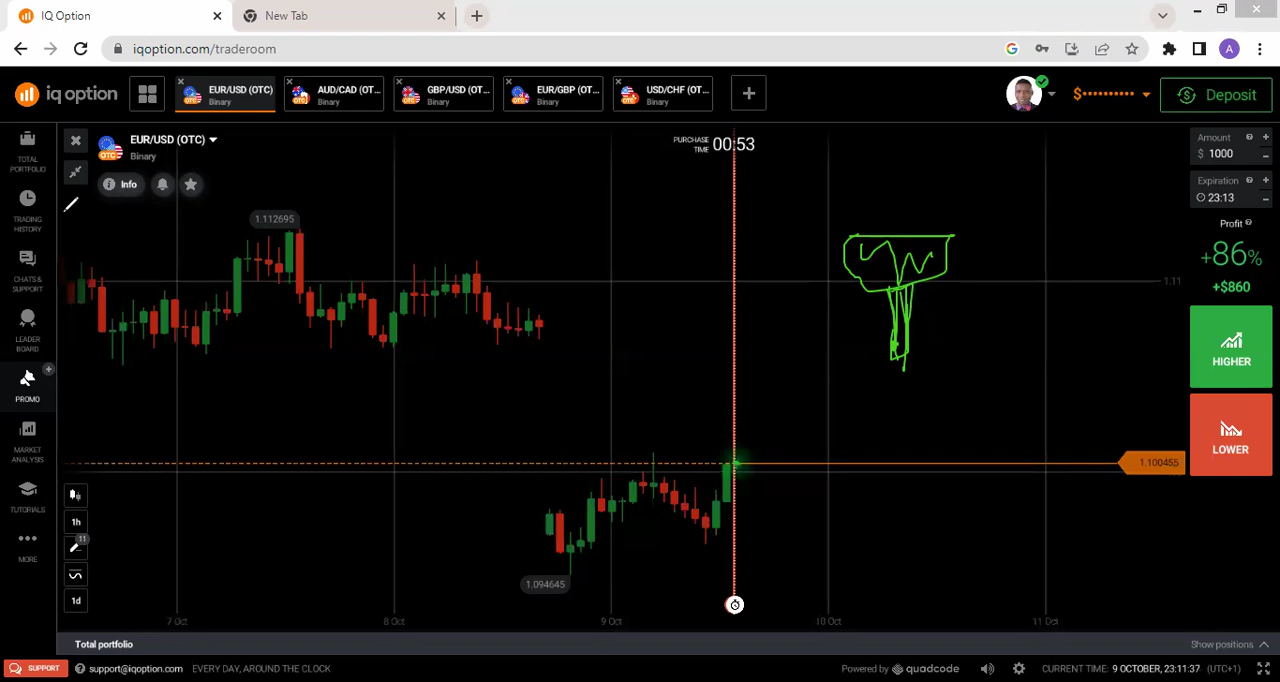 IQ Option
New Tab
iqoption.com/traderoom
A
iq option
EUR/USD (OTC)
Binary
AUD/CAD (OT...
Binary
GBP/USD (OT...
Binary
EUR/GBP (OT...
Binary
USD/CHF (OT...
Binary
$••••••••••
Deposit
TOTAL
PORTFOLIO
TRADING
HISTORY
CHATS &
SUPPORT
LEADER
BOARD
PROMO
MARKET
ANALYSIS
TUTORIALS
MORE
EUR/USD (OTC)
OTC
Binary
Info
PURCHASE
TIME
00:53
1.112695
1.11
1.100455
1.094645
1h
11
1d
7 Oct
8 Oct
9 Oct
10 Oct
11 Oct
Amount
$ 1000
Expiration
23:13
Profit
+86%
+$860
HIGHER
LOWER
Total portfolio
Show positions
SUPPORT
support@iqoption.com
EVERY DAY, AROUND THE CLOCK
Powered by quadcode
CURRENT TIME: 9 OCTOBER, 23:11:37 (UTC+1)